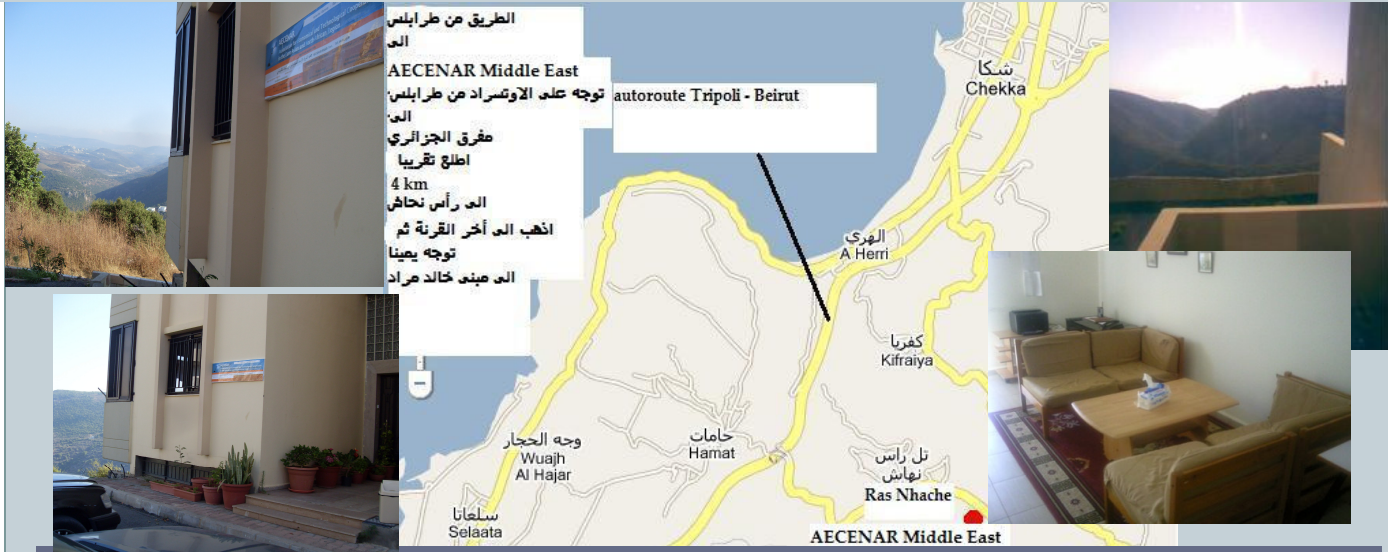 الطريق من طرابلس
الى
AECENAR Middle East
توجه على الاوتسراد من طرابلس
الى
مفرق الجزائري
اطلع تقريبا
4 km
الى رأس نحاش
اذهب الى أخر القرنة ثم
توجه يمينا
الى مبنى خالد مراد
autoroute Tripoli - Beirut
شكا
Chekka
الهري
A Herri
كفريا
Kifraiya
وجه الحجار
Wuajh
Al Hajar
حامات
Hamat
تل راس
نهاش
Ras Nhache
سلعاتا
Selaata
AECENAR Middle East
AECENAR